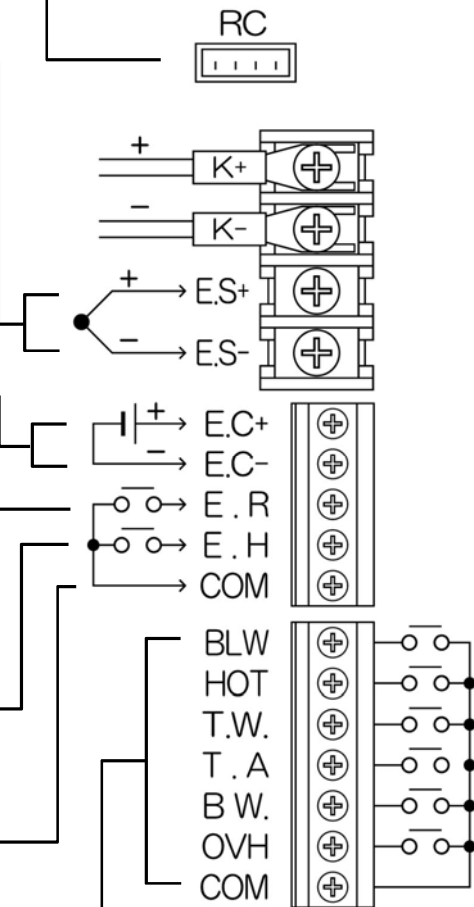 RC
+
K+
−
K-
+
E.S+
−
E.S-
+
E.C+
−
E.C-
E . R
E . H
COM
BLW
HOT
T.W.
T . A
B W.
OVH
COM